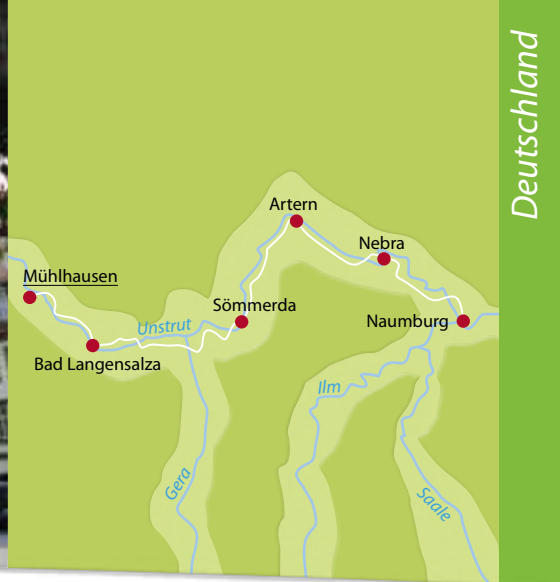 Deutschland
Artern
Nebra
Mühlhausen
Sömmerda
Naumburg
Unstrut
Bad Langensalza
Ilm
Gera
Saale